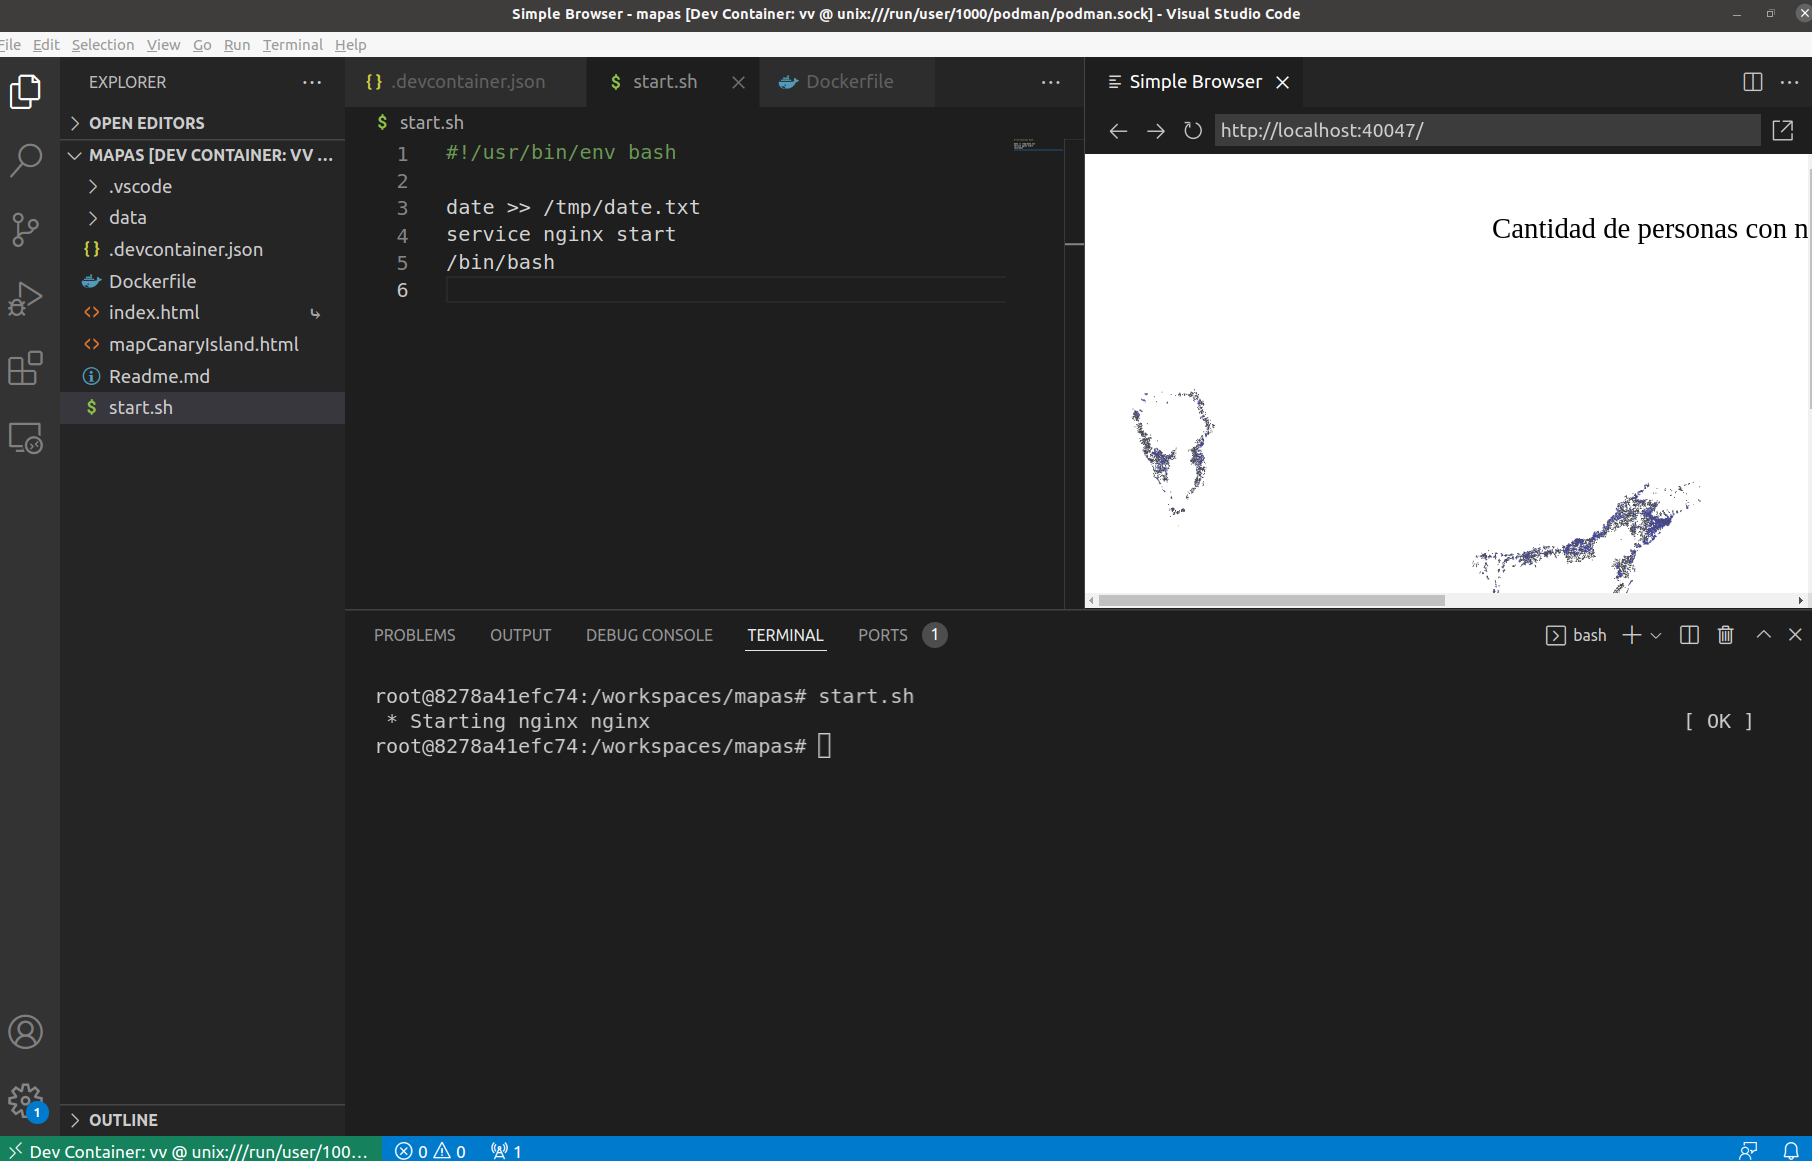 Simple Browser - mapas [Dev Container: vv @ unix:///run/user/1000/podman/podman.sock] - Visual Studio Code
File Edit Selection View Go Run Terminal Help
EXPLORER
OPEN EDITORS
MAPAS [DEV CONTAINER: VV ...
.vscode
data
.devcontainer.json
Dockerfile
index.html
mapCanaryIsland.html
Readme.md
start.sh
OUTLINE
.devcontainer.json
start.sh
Dockerfile
start.sh
1 #!/usr/bin/env bash
2
3 date >> /tmp/date.txt
4 service nginx start
5 /bin/bash
6
Simple Browser
http://localhost:40047/
Cantidad de personas con n
PROBLEMS OUTPUT DEBUG CONSOLE TERMINAL PORTS 1
bash
root@8278a41efc74:/workspaces/mapas# start.sh
* Starting nginx nginx [ OK ]
root@8278a41efc74:/workspaces/mapas#
1
Dev Container: vv @ unix:///run/user/100... 0 0 1